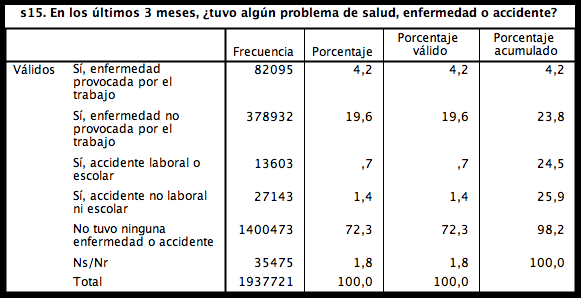 s15. En los últimos 3 meses, ¿tuvo algún problema de salud, enfermedad o accidente?
Frecuencia Porcentaje Porcentaje válido Porcentaje acumulado
Válidos Sí, enfermedad provocada por el trabajo 82095 4,2 4,2 4,2
Sí, enfermedad no provocada por el trabajo 378932 19,6 19,6 23,8
Sí, accidente laboral o escolar 13603 ,7 ,7 24,5
Sí, accidente no laboral ni escolar 27143 1,4 1,4 25,9
No tuvo ninguna enfermedad o accidente 1400473 72,3 72,3 98,2
Ns/Nr 35475 1,8 1,8 100,0
Total 1937721 100,0 100,0